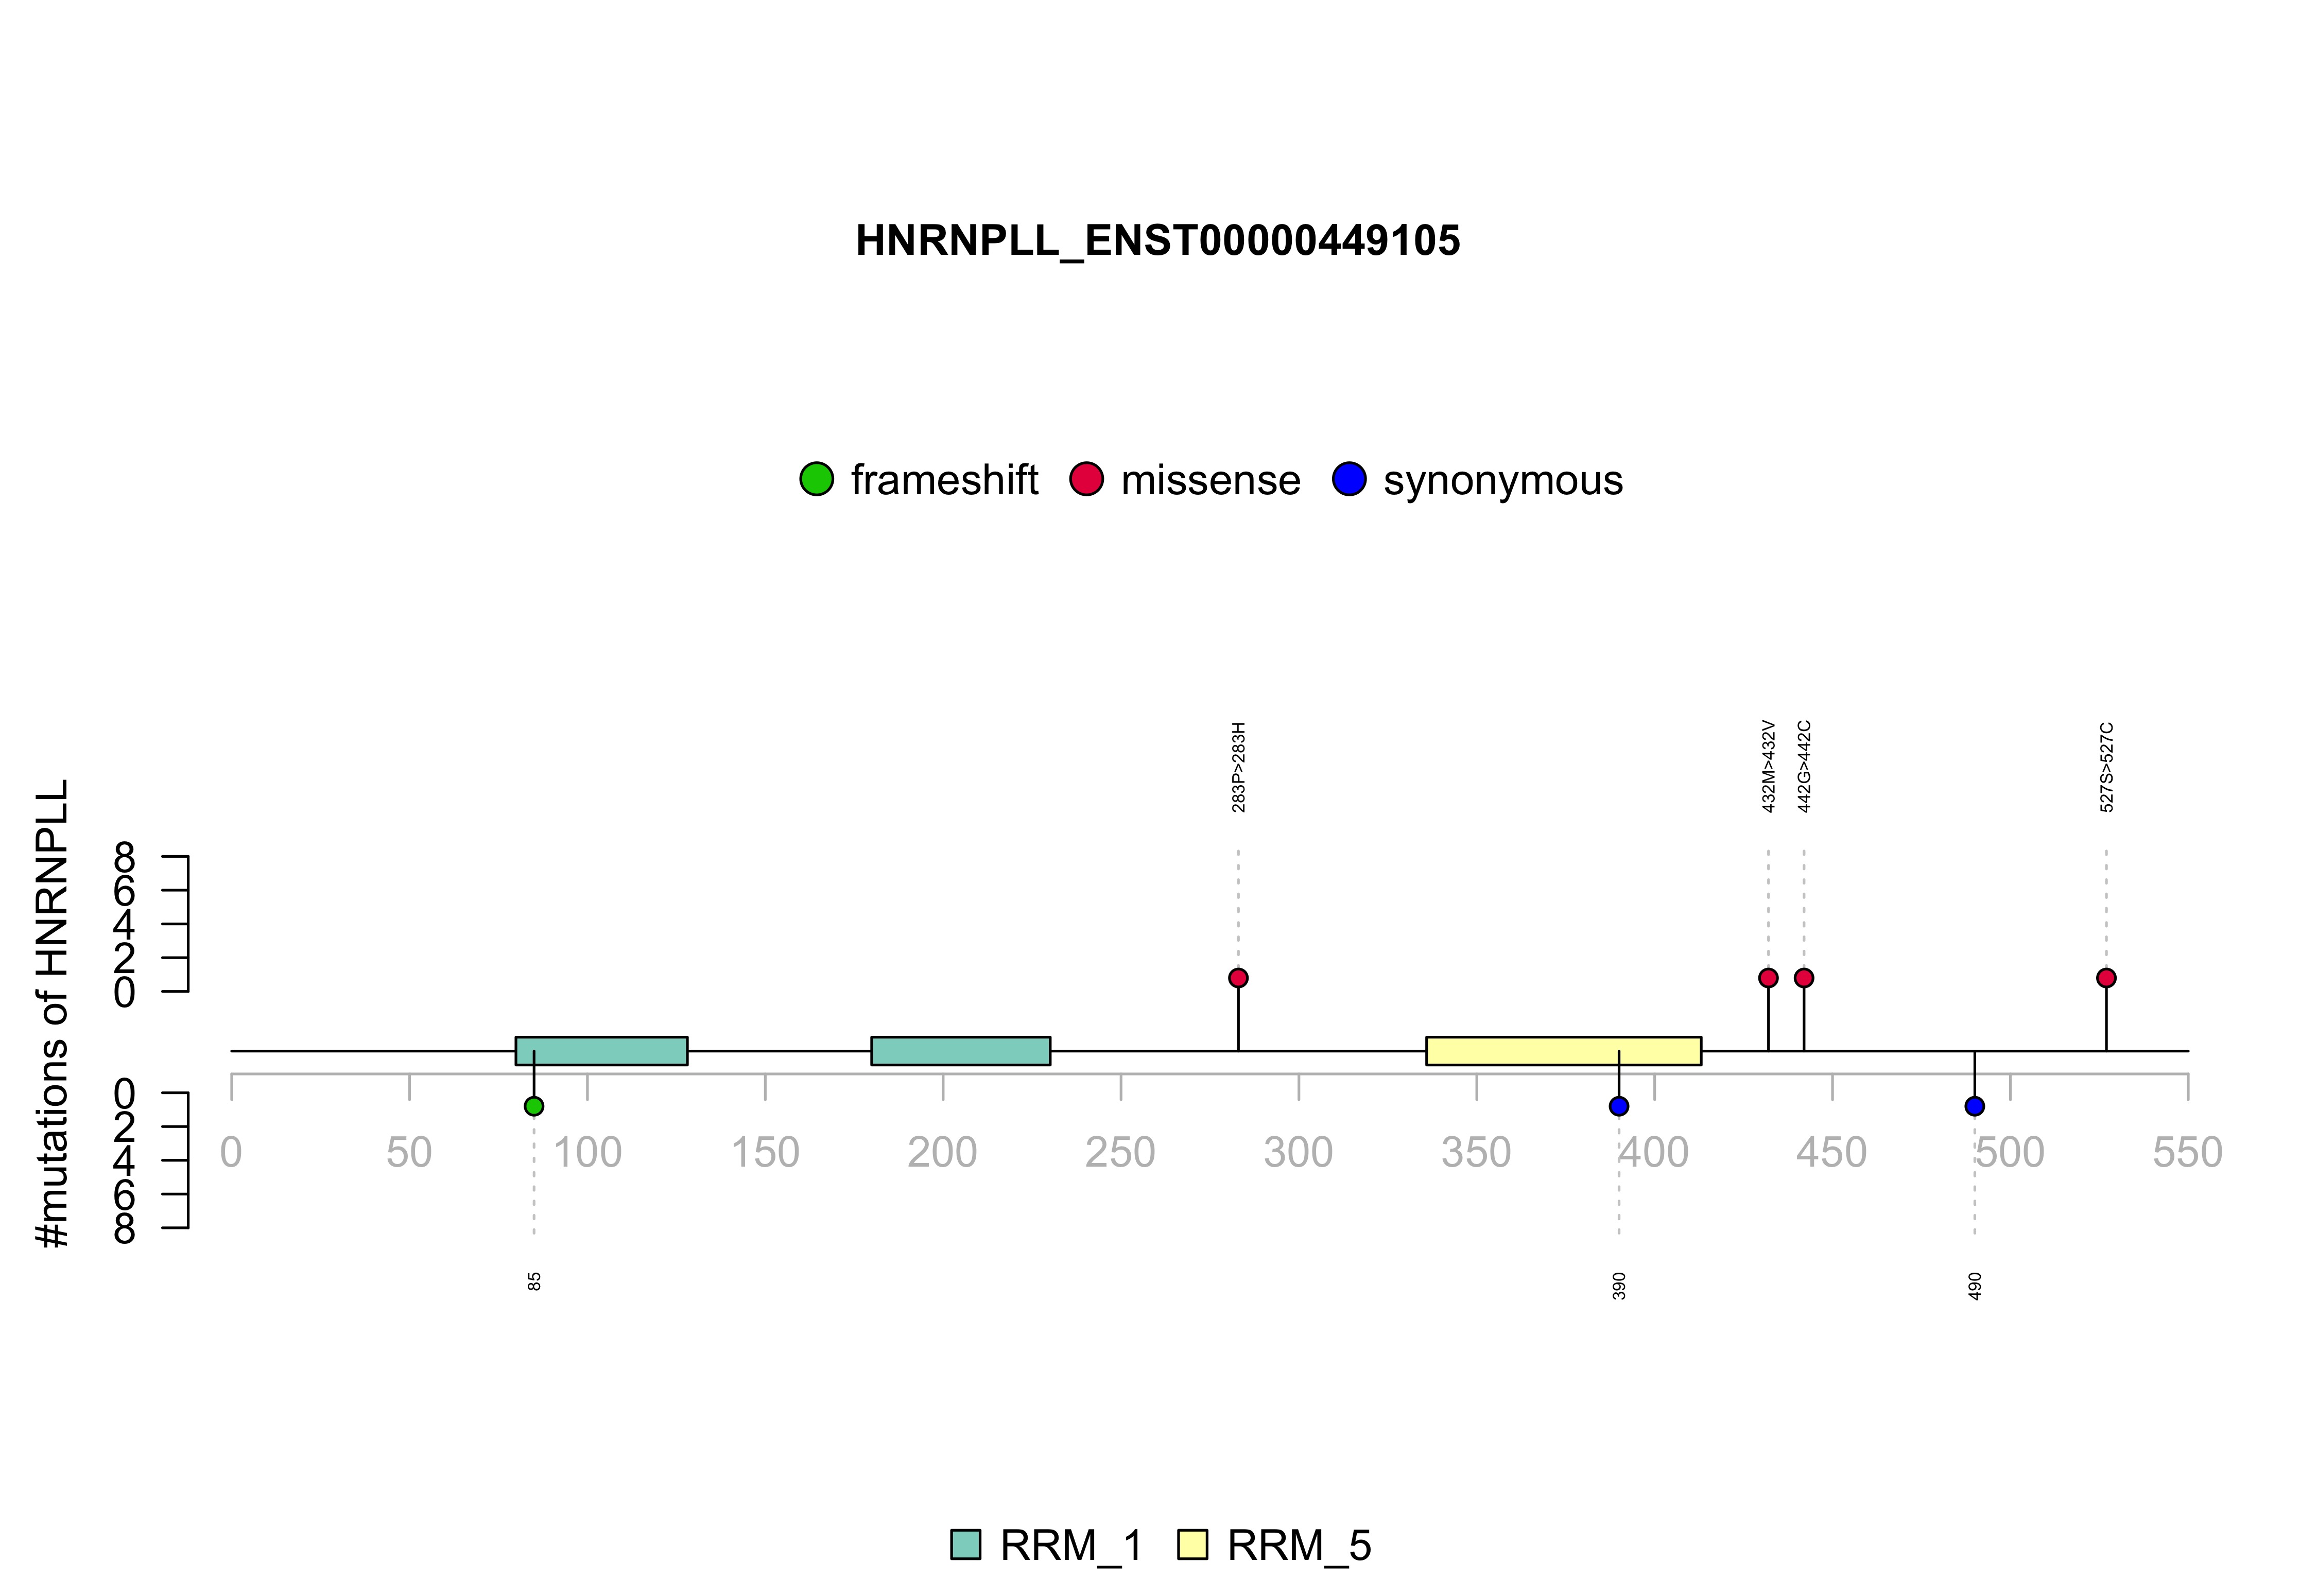 HNRNPLL_ENST00000449105
frameshift missense synonymous
283P>283H
432M>432V
442G>442C
527S>527C
#mutations of HNRNPLL
8
6
4
2
0
0
2
4
6
8
0 50 100 150 200 250 300 350 400 450 500 550
85
390
490
RRM_1 RRM_5